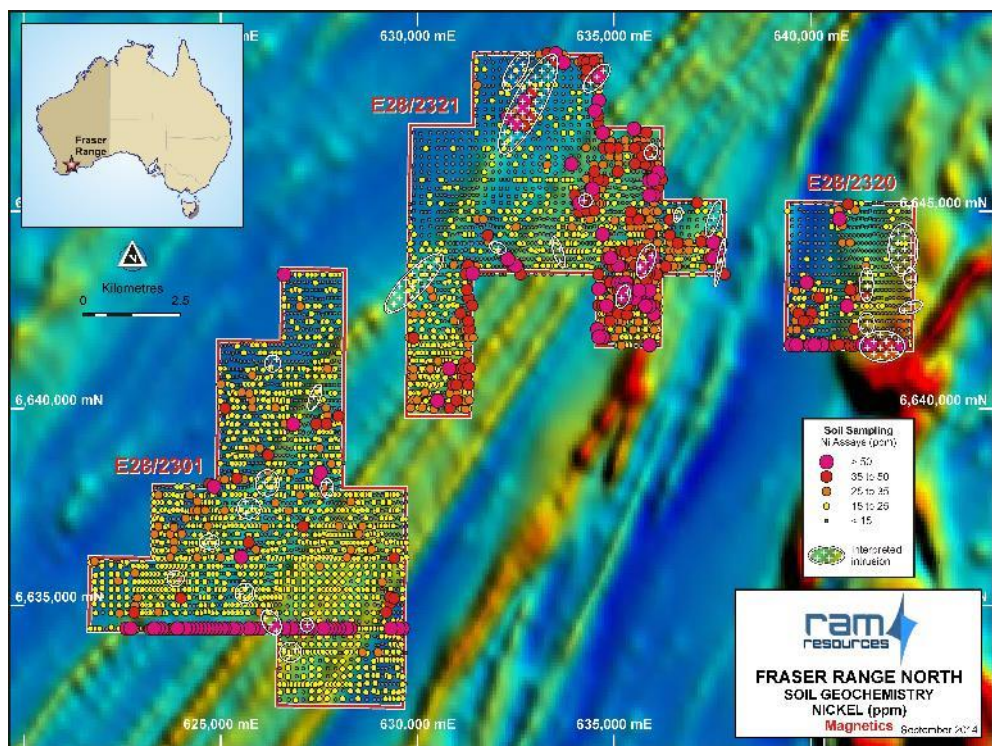 630,000 mE
635,000 mE
640,000 mE
Fraser
Range
E28/2321
E28/2320
6,645,000 mN
N
Kilometres
0 2.5
6,640,000 mN
6,640,000 mN
E28/2301
Soil Sampling
Ni Assays (ppm)
> 50
35 to 50
25 to 35
15 to 25
< 15
Interpreted
intrusion
6,635,000 mN
ram
resources
FRASER RANGE NORTH
SOIL GEOCHEMISTRY
NICKEL (ppm)
Magnetics
September 2014
625,000 mE
630,000 mE
635,000 mE